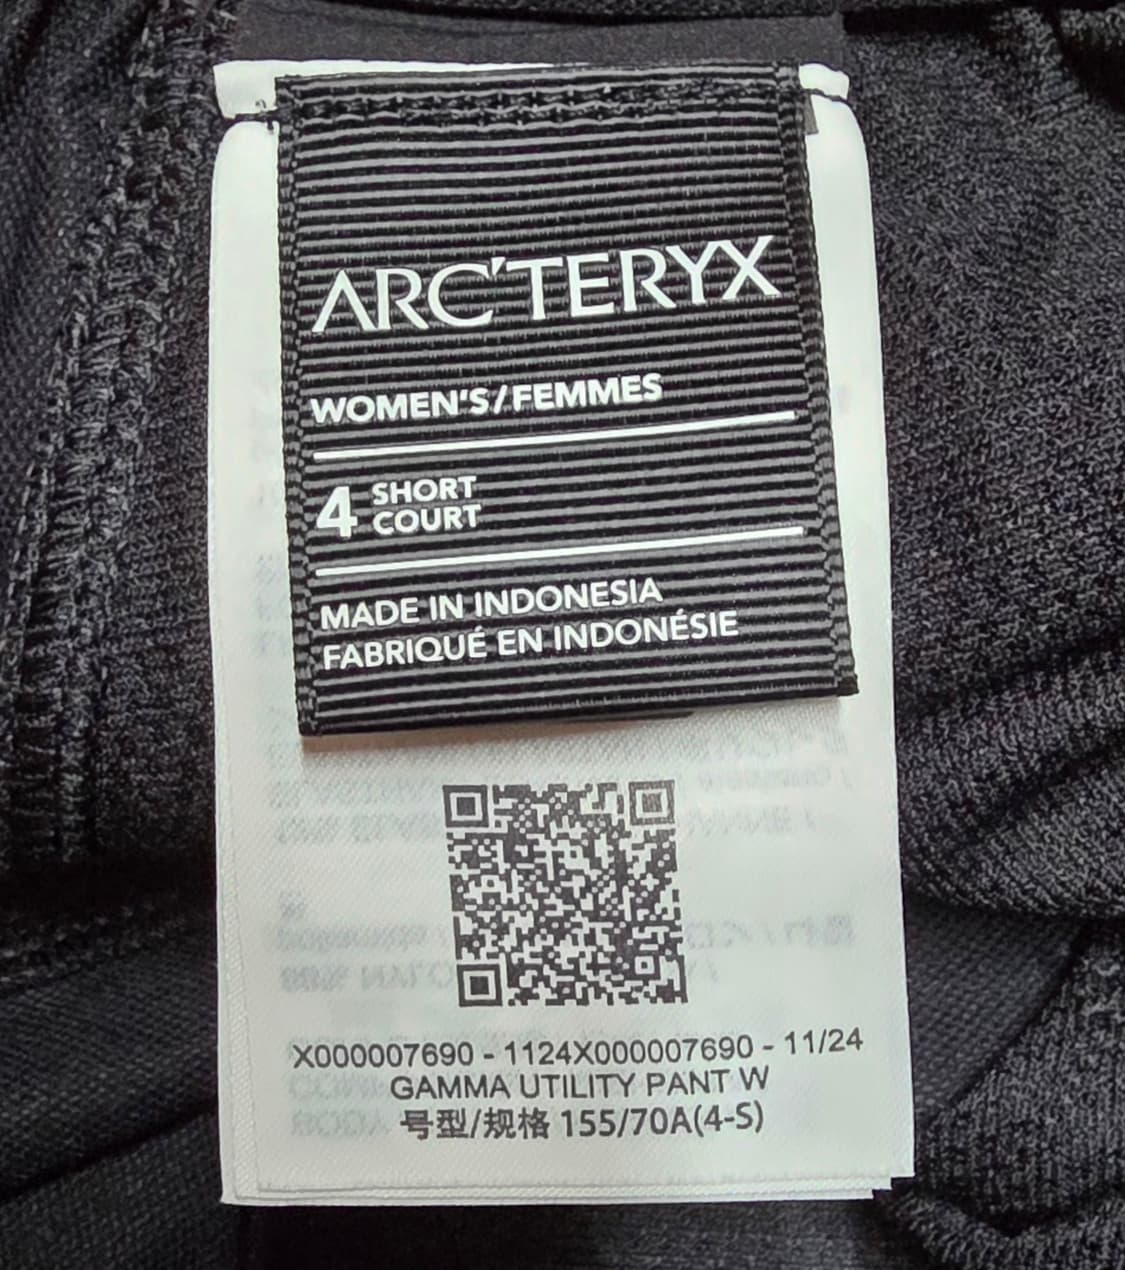 ARC'TERYX
WOMEN'S/FEMMES
4 SHORT
COURT
MADE IN INDONESIA
FABRIQUÉ EN INDONÉSIE
X000007690 - 1124X000007690 - 11/24
GAMMA UTILITY PANT W
号型/规格 155/70A(4-S)